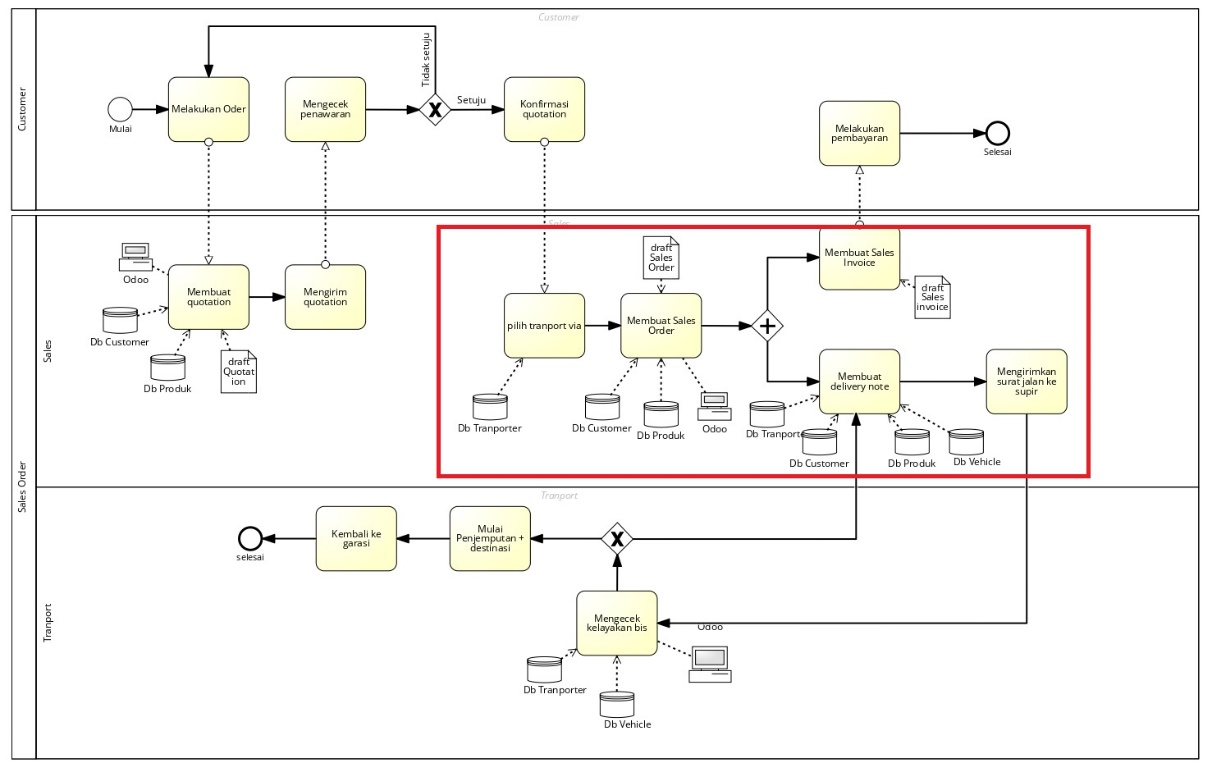 Customer
Customer
Tidak setuju
Melakukan Oder
Mengecek
penawaran
Setuju
Konfirmasi
quotation
Mulai
Melakukan
pembayaran
Selesai
Sales Order
Sales
Sales
Odoo
Membuat
quotation
Mengirim
quotation
Db Customer
Db Produk
draft
Quotat
ion
draft
Sales
Order
pilih tranport via
Membuat Sales
Order
Membuat Sales
Invoice
draft
Sales
invoice
Membuat
delivery note
Mengirimkan
surat jalan ke
supir
Db Tranporter
Db Customer
Db Produk
Odoo
Db Tranporte
Db Customer
Db Produk
Db Vehicle
Tranport
Tranport
selesai
Kembali ke
garasi
Mulai
Penjemputan +
destinasi
Mengecek
kelayakan bis
Odoo
Db Tranporter
Db Vehicle